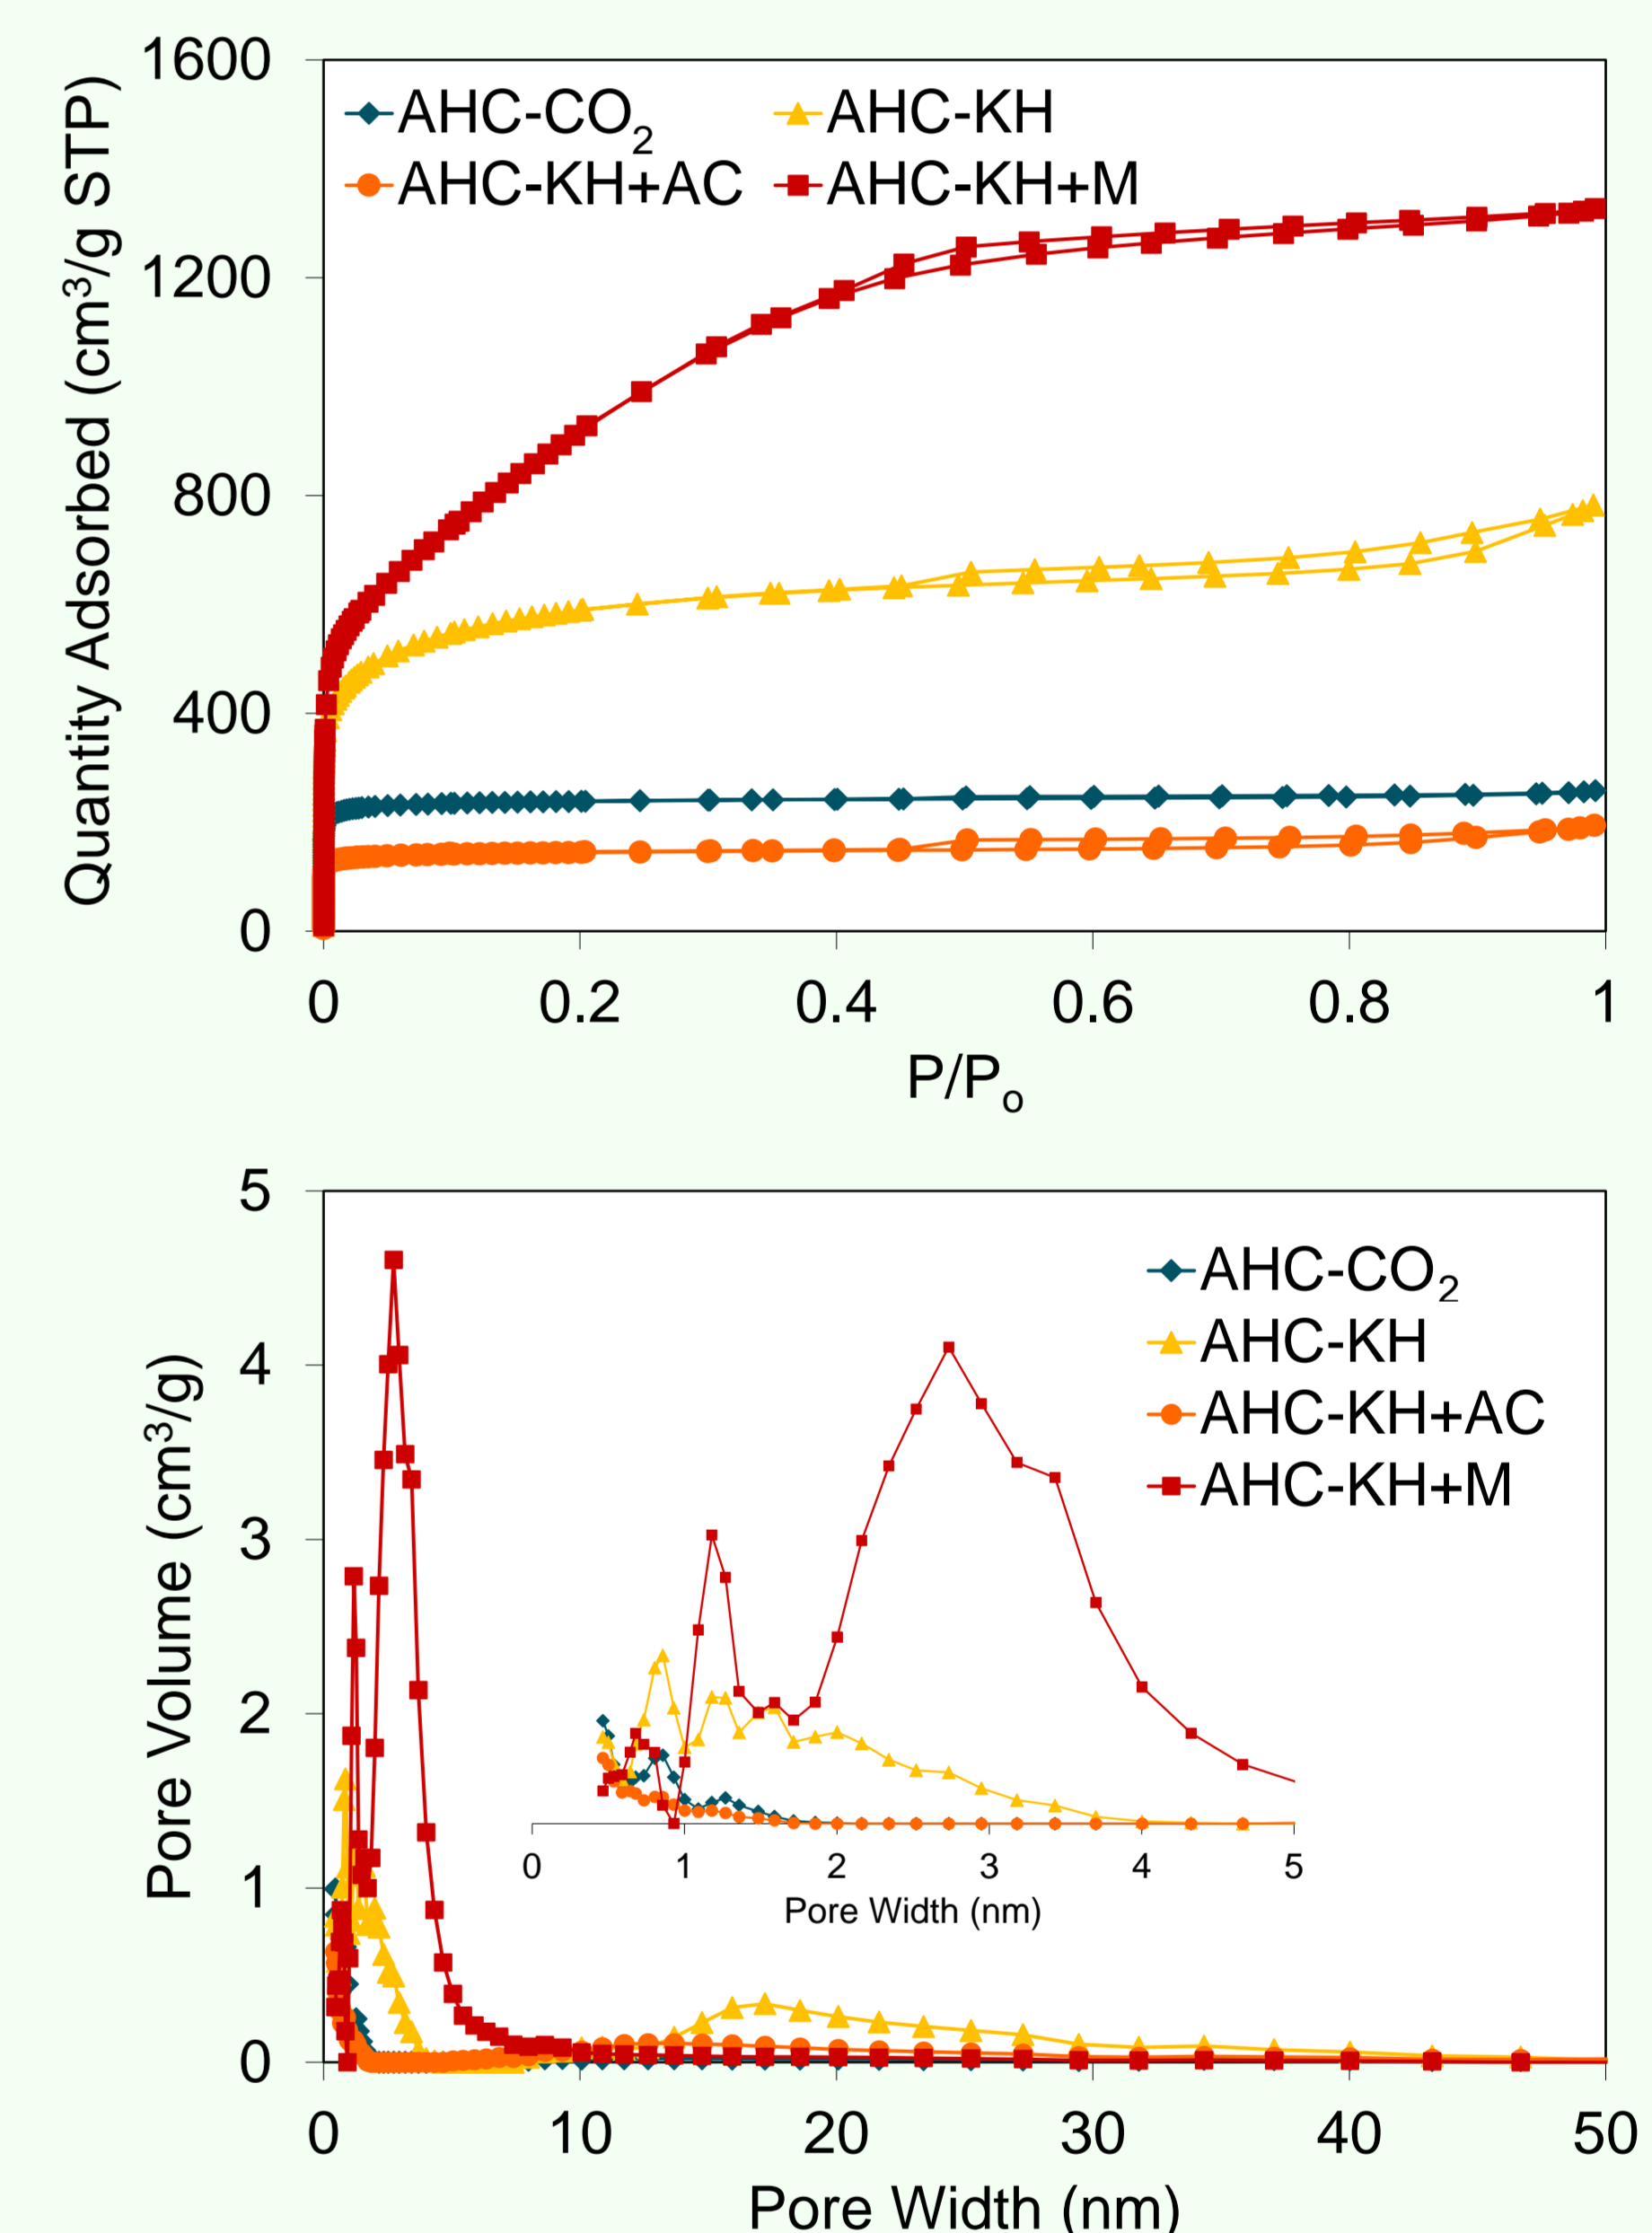 1600
AHC-CO₂ AHC-KH
AHC-KH+AC AHC-KH+M
1200
800
400
0
Quantity Adsorbed (cm³/g STP)
0 0.2 0.4 0.6 0.8 1
P/Pₒ
5
4
3
2
1
0
Pore Volume (cm³/g)
AHC-CO₂
AHC-KH
AHC-KH+AC
AHC-KH+M
0 1 2 3 4 5
Pore Width (nm)
0 10 20 30 40 50
Pore Width (nm)